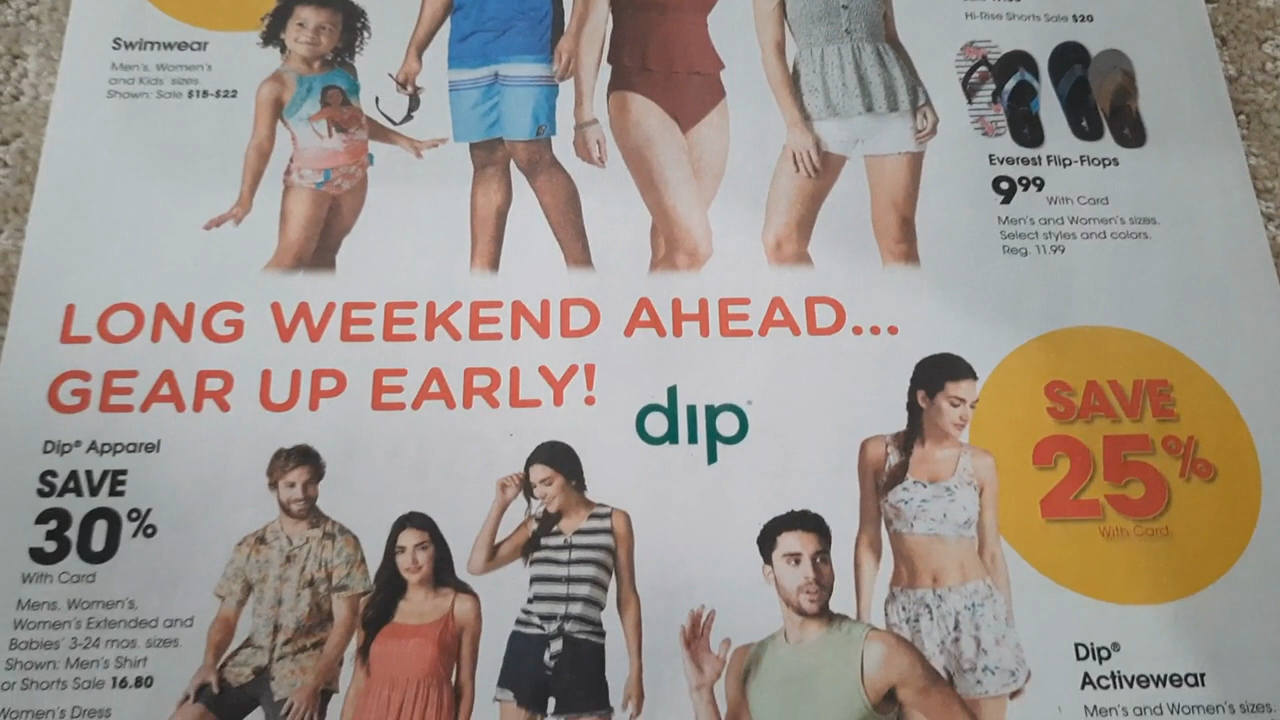 Swimwear
Men's, Women's
and Kids' sizes.
Shown: Sale $15-$22
Hi-Rise Shorts Sale $20
Everest Flip-Flops
9.99 With Card
Men's and Women's sizes.
Select styles and colors.
Reg. 11.99
LONG WEEKEND AHEAD...
GEAR UP EARLY!
dip®
Dip® Apparel
SAVE
30%
With Card
Mens, Women's,
Women's Extended and
Babies' 3-24 mos. sizes.
Shown: Men's Shirt
or Shorts Sale 16.80
Women's Dress
SAVE
25%
With Card
Dip®
Activewear
Men's and Women's sizes.